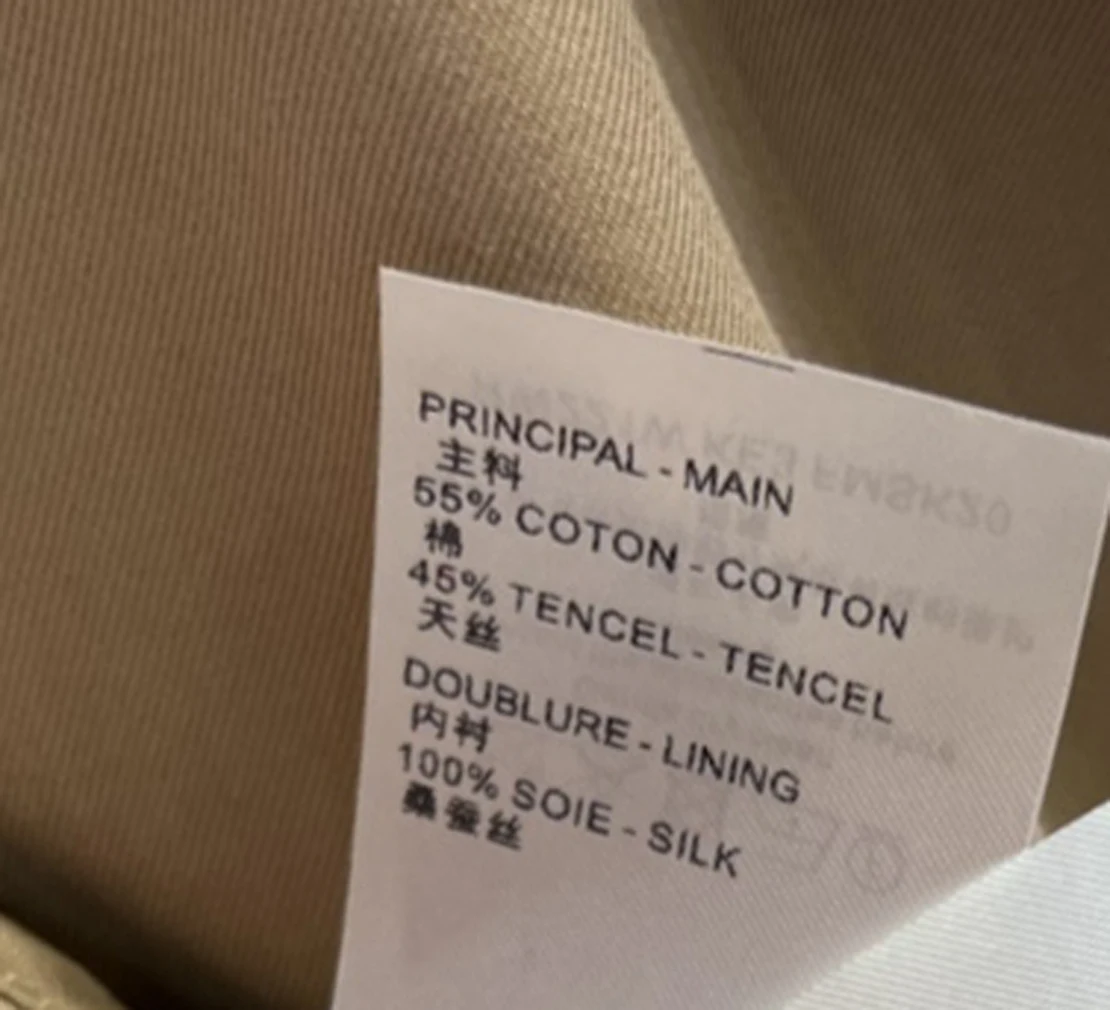 PRINCIPAL - MAIN
主料
55% COTON - COTTON
棉
45% TENCEL - TENCEL
天丝
DOUBLURE - LINING
内衬
100% SOIE - SILK
桑蚕丝